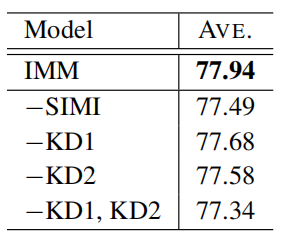 Model AVE.
IMM 77.94
−SIMI 77.49
−KD1 77.68
−KD2 77.58
−KD1, KD2 77.34